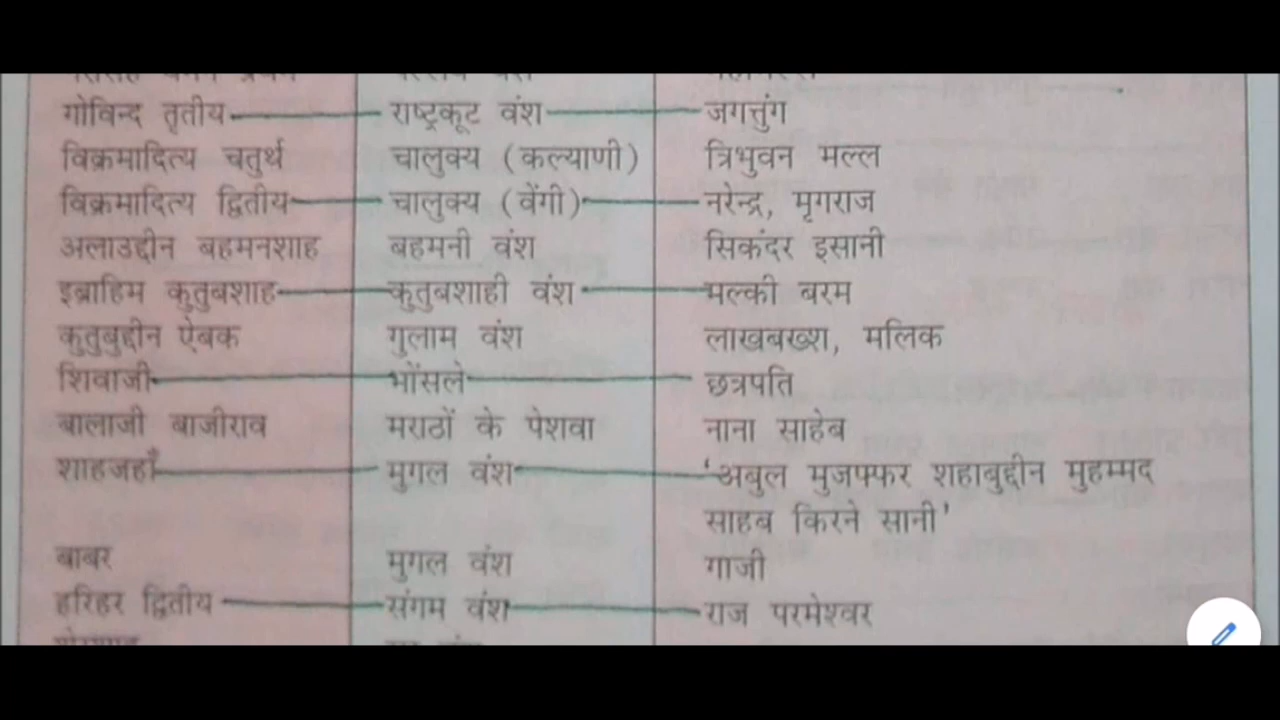 गोविन्द तृतीय राष्ट्रकूट वंश जगत्तुंग
विक्रमादित्य चतुर्थ चालुक्य (कल्याणी) त्रिभुवन मल्ल
विक्रमादित्य द्वितीय चालुक्य (वेंगी) नरेन्द्र, मृगराज
अलाउद्दीन बहमनशाह बहमनी वंश सिकंदर इसानी
इब्राहिम कुतुबशाह कुतुबशाही वंश मल्की बरम
कुतुबुद्दीन ऐबक गुलाम वंश लाखबख्श, मलिक
शिवाजी भोंसले छत्रपति
बालाजी बाजीराव मराठों के पेशवा नाना साहेब
शाहजहाँ मुगल वंश 'अबुल मुजफ्फर शहाबुद्दीन मुहम्मद
साहब किरने सानी'
बाबर मुगल वंश गाजी
हरिहर द्वितीय संगम वंश राज परमेश्वर